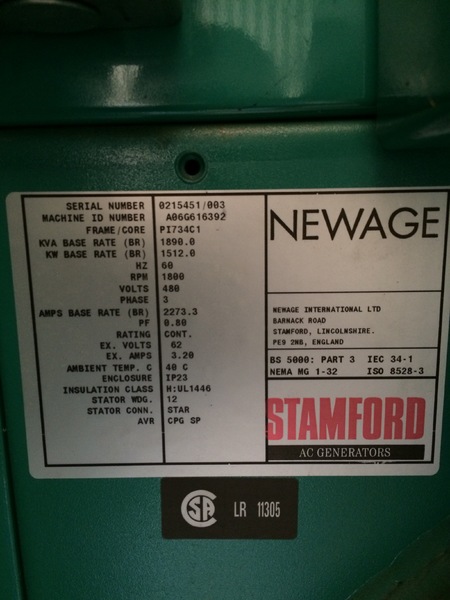 SERIAL NUMBER 0215451/003
MACHINE ID NUMBER A06G616392
FRAME/CORE PI734C1
KVA BASE RATE (BR) 1890.0
KW BASE RATE (BR) 1512.0
HZ 60
RPM 1800
VOLTS 480
PHASE 3
AMPS BASE RATE (BR) 2273.3
PF 0.80
RATING CONT.
EX. VOLTS 62
EX. AMPS 3.20
AMBIENT TEMP. C 40 C
ENCLOSURE IP23
INSULATION CLASS H:UL1446
STATOR WDG. 12
STATOR CONN. STAR
AVR CPG SP
NEWAGE
NEWAGE INTERNATIONAL LTD
BARNACK ROAD
STAMFORD, LINCOLNSHIRE.
PE9 2NB, ENGLAND
BS 5000: PART 3 IEC 34-1
NEMA MG 1-32 ISO 8528-3
STAMFORD
AC GENERATORS
CSA LR 11305